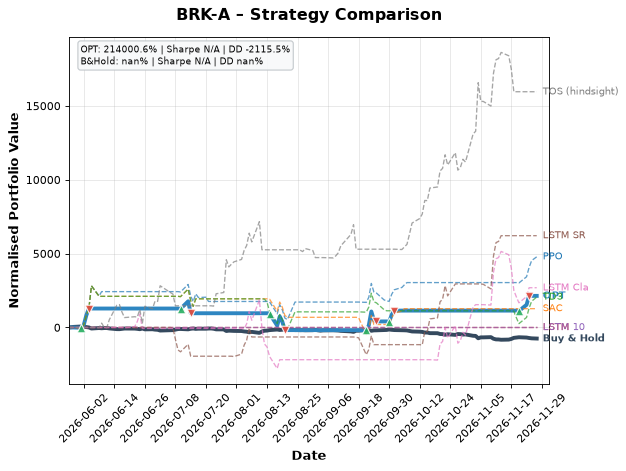 BRK-A – Strategy Comparison
OPT: 214000.6% | Sharpe N/A | DD -2115.5%
B&Hold: nan% | Sharpe N/A | DD nan%
Normalised Portfolio Value
15000
10000
5000
0
TOS (hindsight)
LSTM SR
PPO
LSTM Cla
OPT
SAC
LSTM 10
Buy & Hold
2026-06-02
2026-06-14
2026-06-26
2026-07-08
2026-07-20
2026-08-01
2026-08-13
2026-08-25
2026-09-06
2026-09-18
2026-09-30
2026-10-12
2026-10-24
2026-11-05
2026-11-17
2026-11-29
Date